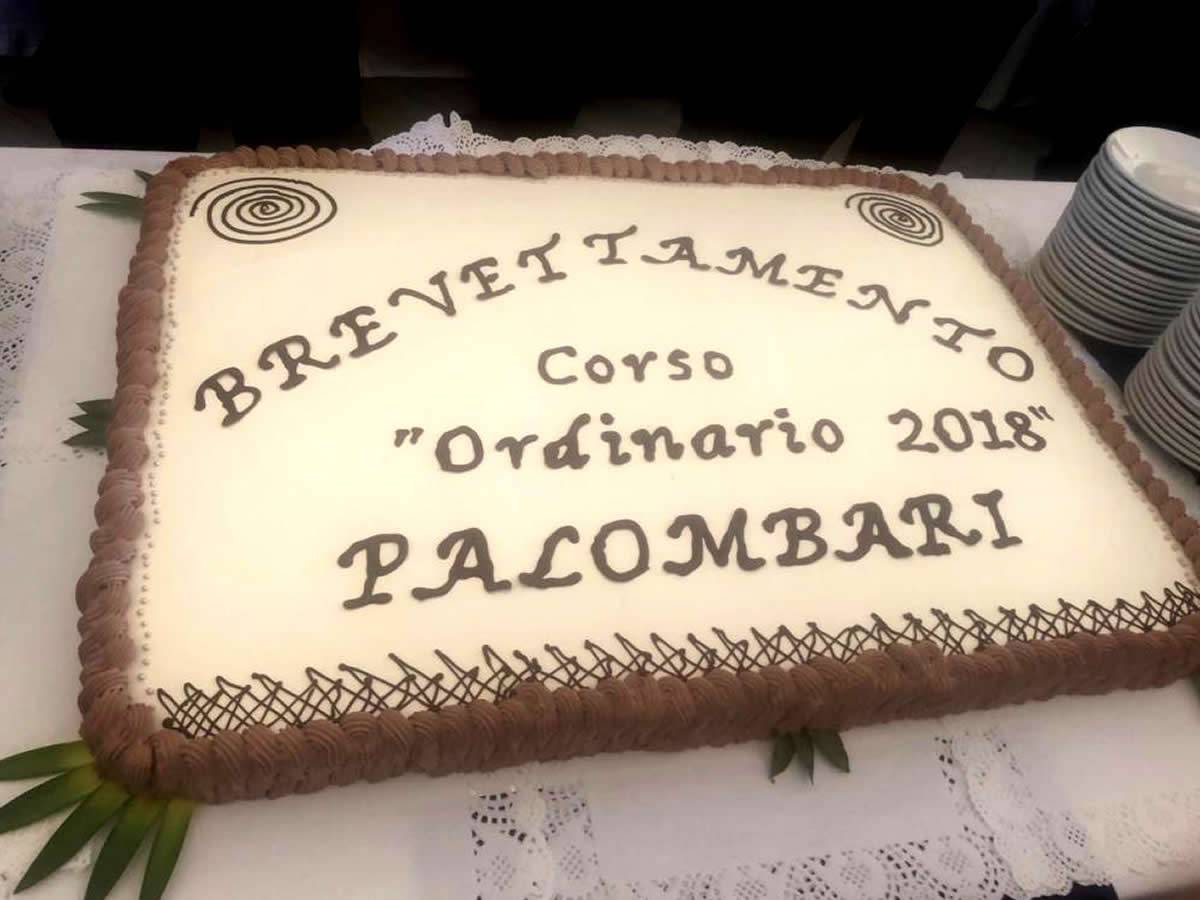 BREVETTAMENTO
Corso
"Ordinario 2018"
PALOMBARI